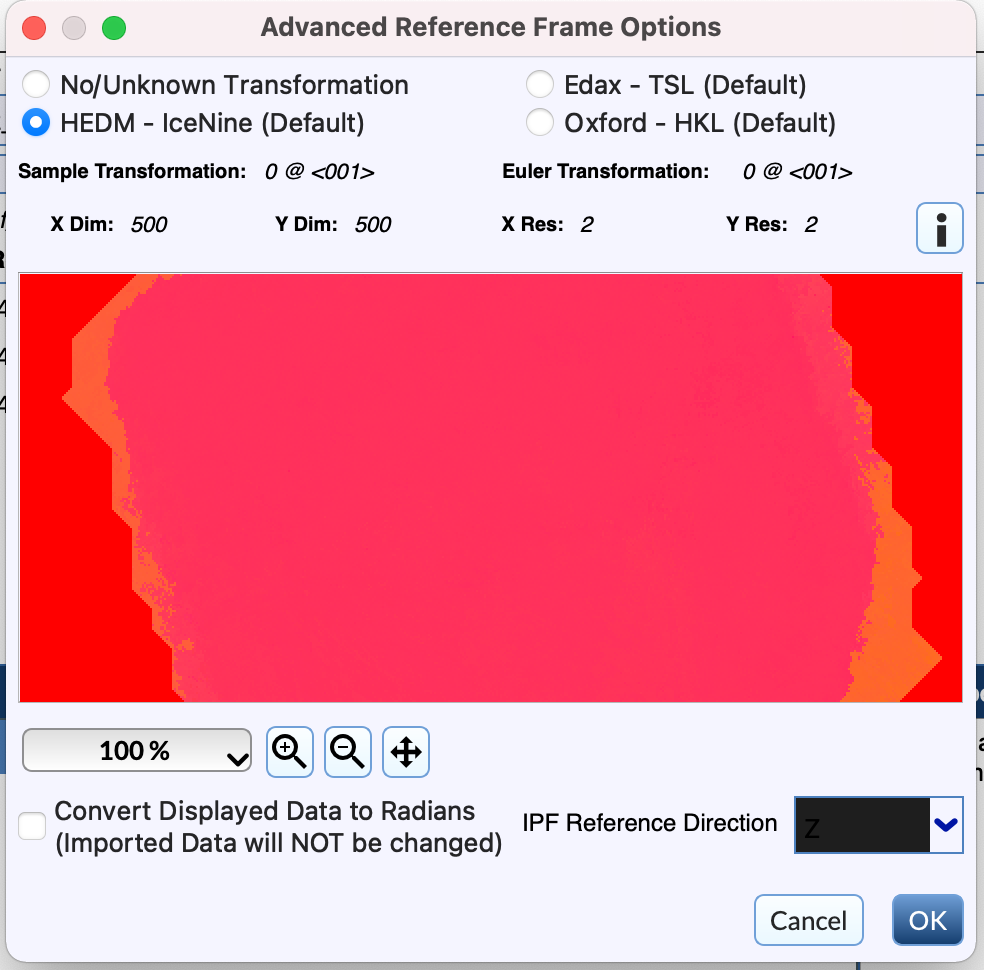 Advanced Reference Frame Options
No/Unknown Transformation
Edax - TSL (Default)
HEDM - IceNine (Default)
Oxford - HKL (Default)
Sample Transformation: 0 @ <001>
Euler Transformation: 0 @ <001>
X Dim: 500
Y Dim: 500
X Res: 2
Y Res: 2
100 %
Convert Displayed Data to Radians
(Imported Data will NOT be changed)
IPF Reference Direction
Z
Cancel
OK